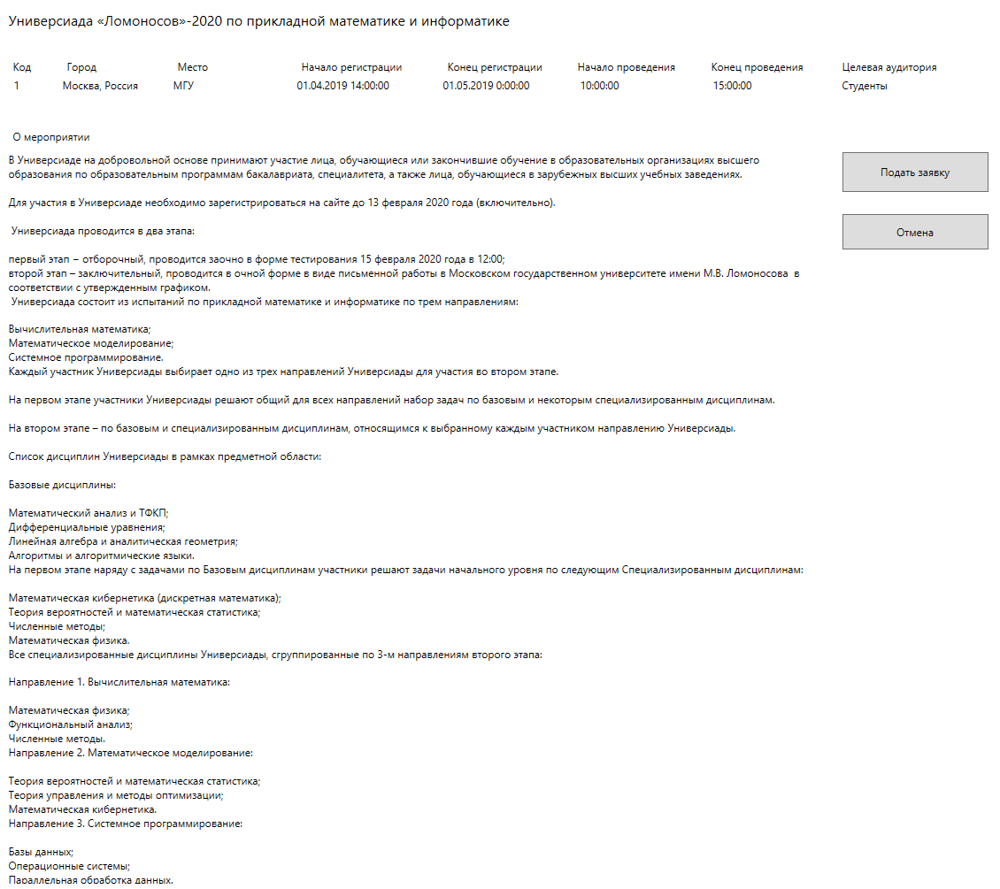 Универсиада «Ломоносов»-2020 по прикладной математике и информатике
Код Город Место Начало регистрации Конец регистрации Начало проведения Конец проведения Целевая аудитория
1 Москва, Россия МГУ 01.04.2019 14:00:00 01.05.2019 0:00:00 10:00:00 15:00:00 Студенты
О мероприятии
В Универсиаде на добровольной основе принимают участие лица, обучающиеся или закончившие обучение в образовательных организациях высшего
образования по образовательным программам бакалавриата, специалитета, а также лица, обучающиеся в зарубежных высших учебных заведениях.
Подать заявку
Для участия в Универсиаде необходимо зарегистрироваться на сайте до 13 февраля 2020 года (включительно).
Универсиада проводится в два этапа:
Отмена
первый этап – отборочный, проводится заочно в форме тестирования 15 февраля 2020 года в 12:00;
второй этап – заключительный, проводится в очной форме в виде письменной работы в Московском государственном университете имени М.В. Ломоносова  в
соответствии с утвержденным графиком.
Универсиада состоит из испытаний по прикладной математике и информатике по трем направлениям:
Вычислительная математика;
Математическое моделирование;
Системное программирование.
Каждый участник Универсиады выбирает одно из трех направлений Универсиады для участия во втором этапе.
На первом этапе участники Универсиады решают общий для всех направлений набор задач по базовым и некоторым специализированным дисциплинам.
На втором этапе – по базовым и специализированным дисциплинам, относящимся к выбранному каждым участником направлению Универсиады.
Список дисциплин Универсиады в рамках предметной области:
Базовые дисциплины:
Математический анализ и ТФКП;
Дифференциальные уравнения;
Линейная алгебра и аналитическая геометрия;
Алгоритмы и алгоритмические языки.
На первом этапе наряду с задачами по Базовым дисциплинам участники решают задачи начального уровня по следующим Специализированным дисциплинам:
Математическая кибернетика (дискретная математика);
Теория вероятностей и математическая статистика;
Численные методы;
Математическая физика.
Все специализированные дисциплины Универсиады, сгруппированные по 3-м направлениям второго этапа:
Направление 1. Вычислительная математика:
Математическая физика;
Функциональный анализ;
Численные методы.
Направление 2. Математическое моделирование:
Теория вероятностей и математическая статистика;
Теория управления и методы оптимизации;
Математическая кибернетика.
Направление 3. Системное программирование:
Базы данных;
Операционные системы;
Параллельная обработка данных.